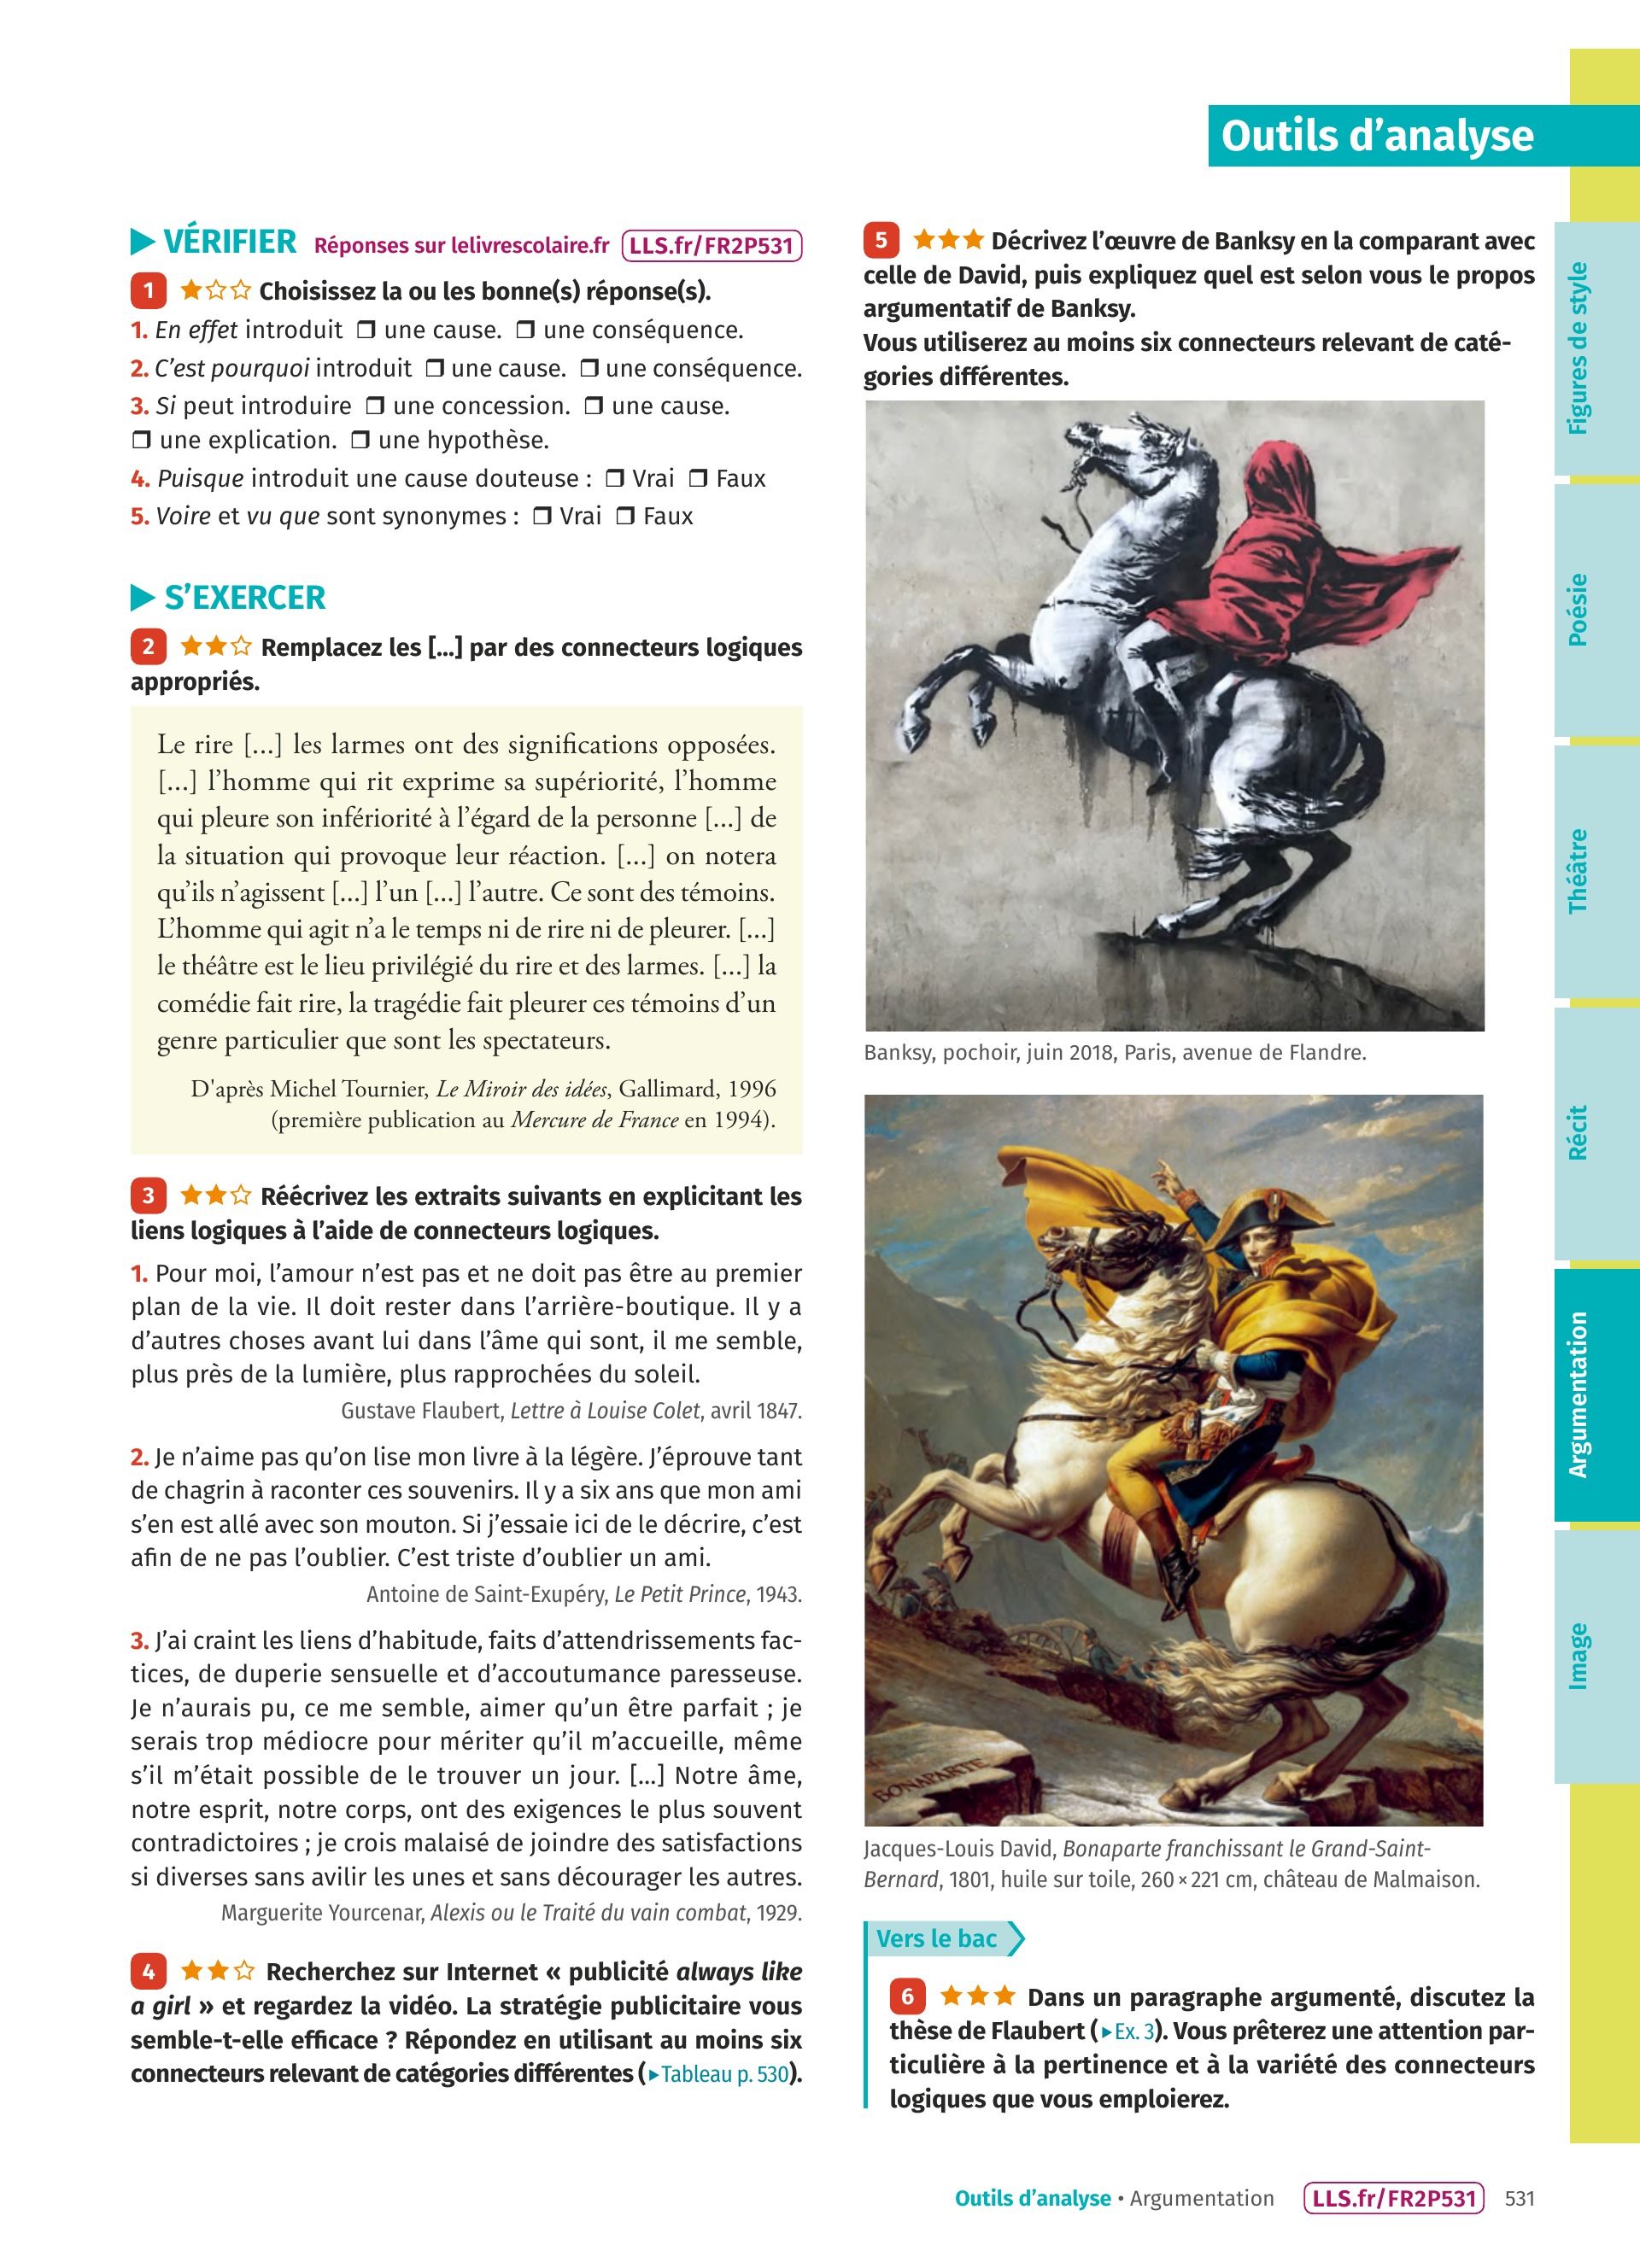 Outils d’analyse
▶ VÉRIFIER Réponses sur lelivrescolaire.fr LLS.fr/FR2P531
1 ★☆☆ Choisissez la ou les bonne(s) réponse(s).
1. En effet introduit ❒ une cause. ❒ une conséquence.
2. C’est pourquoi introduit ❒ une cause. ❒ une conséquence.
3. Si peut introduire ❒ une concession. ❒ une cause.
❒ une explication. ❒ une hypothèse.
4. Puisque introduit une cause douteuse : ❒ Vrai ❒ Faux
5. Voire et vu que sont synonymes : ❒ Vrai ❒ Faux
▶ S’EXERCER
2 ★★☆ Remplacez les [...] par des connecteurs logiques
appropriés.
Le rire [...] les larmes ont des significations opposées.
[...] l’homme qui rit exprime sa supériorité, l’homme
qui pleure son infériorité à l’égard de la personne [...] de
la situation qui provoque leur réaction. [...] on notera
qu’ils n’agissent [...] l’un [...] l’autre. Ce sont des témoins.
L’homme qui agit n’a le temps ni de rire ni de pleurer. [...]
le théâtre est le lieu privilégié du rire et des larmes. [...] la
comédie fait rire, la tragédie fait pleurer ces témoins d’un
genre particulier que sont les spectateurs.
D'après Michel Tournier, Le Miroir des idées, Gallimard, 1996
(première publication au Mercure de France en 1994).
3 ★★☆ Réécrivez les extraits suivants en explicitant les
liens logiques à l’aide de connecteurs logiques.
1. Pour moi, l’amour n’est pas et ne doit pas être au premier
plan de la vie. Il doit rester dans l’arrière-boutique. Il y a
d’autres choses avant lui dans l’âme qui sont, il me semble,
plus près de la lumière, plus rapprochées du soleil.
Gustave Flaubert, Lettre à Louise Colet, avril 1847.
2. Je n’aime pas qu’on lise mon livre à la légère. J’éprouve tant
de chagrin à raconter ces souvenirs. Il y a six ans que mon ami
s’en est allé avec son mouton. Si j’essaie ici de le décrire, c’est
afin de ne pas l’oublier. C’est triste d’oublier un ami.
Antoine de Saint-Exupéry, Le Petit Prince, 1943.
3. J’ai craint les liens d’habitude, faits d’attendrissements fac-
tices, de duperie sensuelle et d’accoutumance paresseuse.
Je n’aurais pu, ce me semble, aimer qu’un être parfait ; je
serais trop médiocre pour mériter qu’il m’accueille, même
s’il m’était possible de le trouver un jour. [...] Notre âme,
notre esprit, notre corps, ont des exigences le plus souvent
contradictoires ; je crois malaisé de joindre des satisfactions
si diverses sans avilir les unes et sans décourager les autres.
Marguerite Yourcenar, Alexis ou le Traité du vain combat, 1929.
4 ★★☆ Recherchez sur Internet « publicité always like
a girl » et regardez la vidéo. La stratégie publicitaire vous
semble-t-elle efficace ? Répondez en utilisant au moins six
connecteurs relevant de catégories différentes (▸Tableau p. 530).
5 ★★★ Décrivez l’œuvre de Banksy en la comparant avec
celle de David, puis expliquez quel est selon vous le propos
argumentatif de Banksy.
Vous utiliserez au moins six connecteurs relevant de caté-
gories différentes.
Banksy, pochoir, juin 2018, Paris, avenue de Flandre.
BONAPARTE
Jacques-Louis David, Bonaparte franchissant le Grand-Saint-
Bernard, 1801, huile sur toile, 260 × 221 cm, château de Malmaison.
Vers le bac
6 ★★★ Dans un paragraphe argumenté, discutez la
thèse de Flaubert (▸Ex. 3). Vous prêterez une attention par-
ticulière à la pertinence et à la variété des connecteurs
logiques que vous emploierez.
Figures de style
Poésie
Théâtre
Récit
Argumentation
Image
Outils d’analyse • Argumentation LLS.fr/FR2P531 531